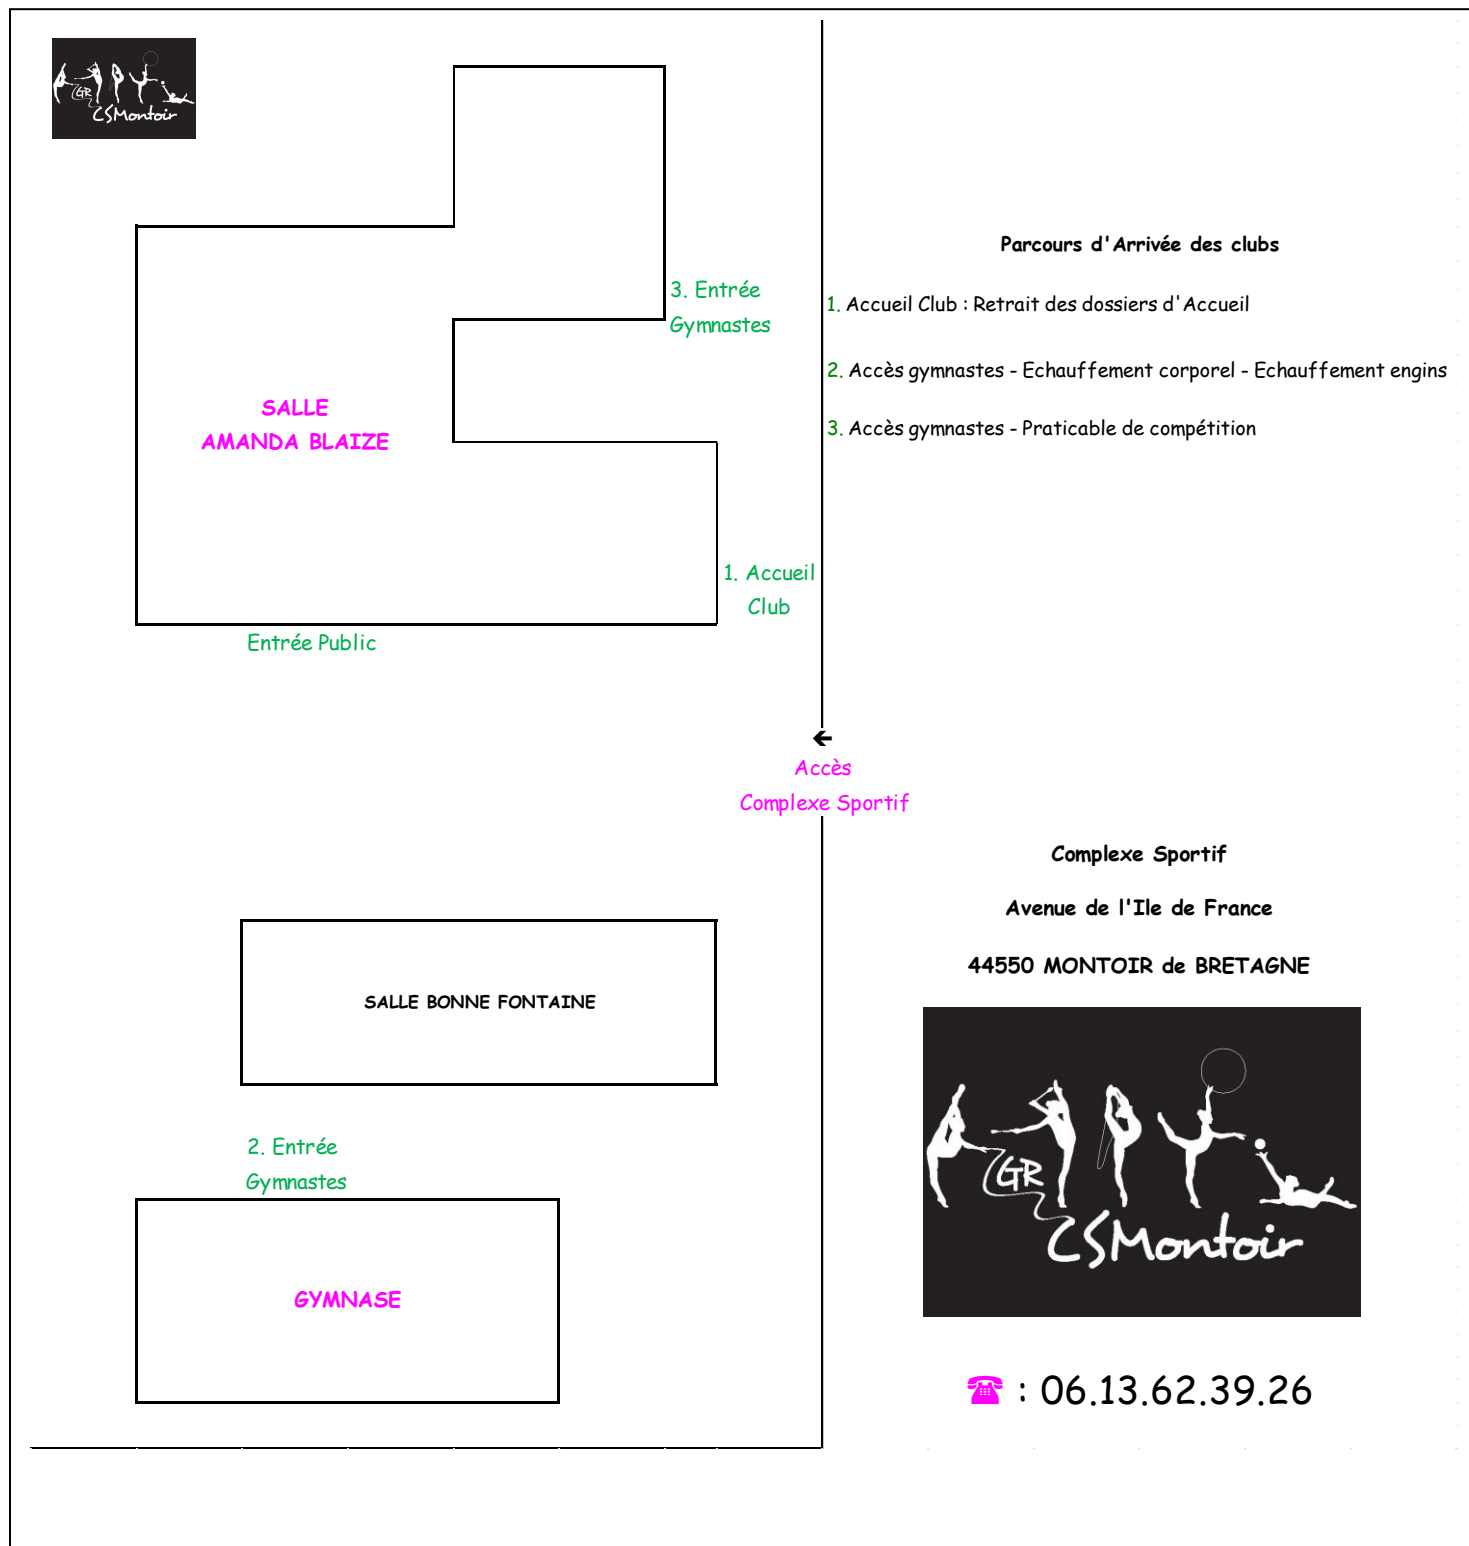 GR
CSMontoir
3. Entrée
Gymnastes
SALLE
AMANDA BLAIZE
1. Accueil
Club
Entrée Public
Parcours d'Arrivée des clubs
1. Accueil Club : Retrait des dossiers d'Accueil
2. Accès gymnastes - Echauffement corporel - Echauffement engins
3. Accès gymnastes - Praticable de compétition
Accès
Complexe Sportif
SALLE BONNE FONTAINE
2. Entrée
Gymnastes
GYMNASE
Complexe Sportif
Avenue de l'Ile de France
44550 MONTOIR de BRETAGNE
GR
CSMontoir
☎ : 06.13.62.39.26